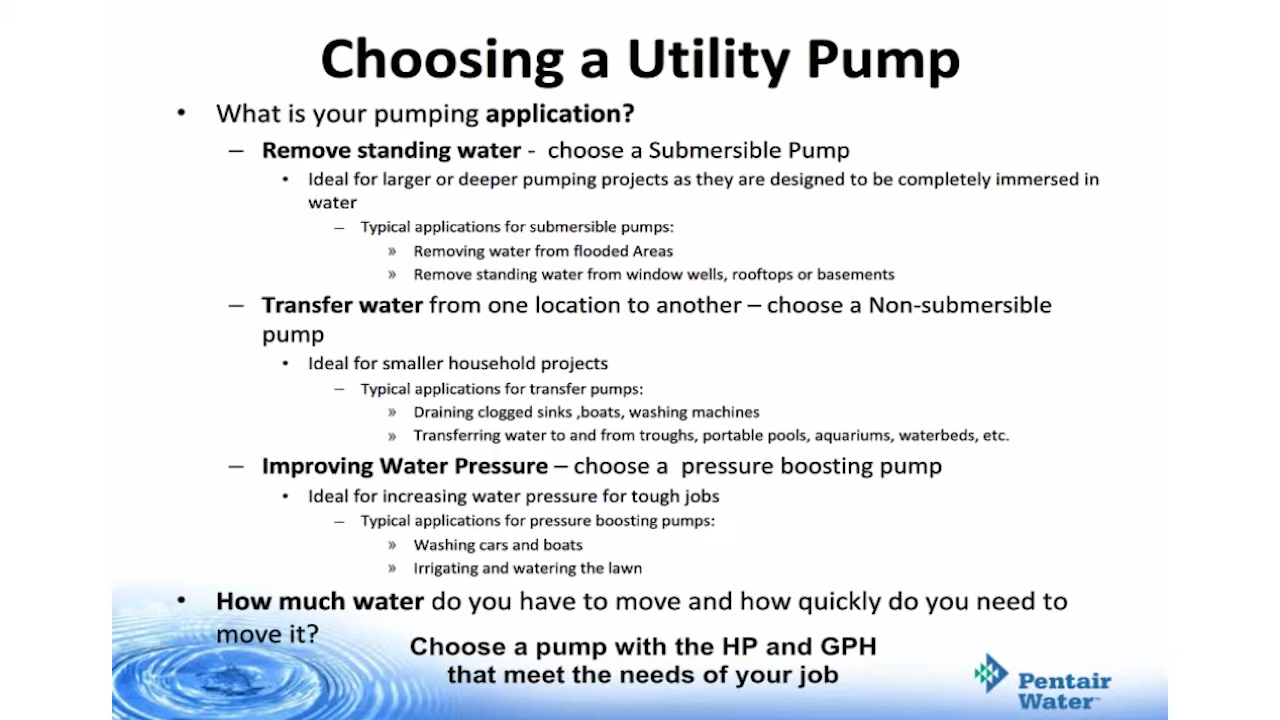 Choosing a Utility Pump
• What is your pumping application?
– Remove standing water - choose a Submersible Pump
• Ideal for larger or deeper pumping projects as they are designed to be completely immersed in
water
– Typical applications for submersible pumps:
» Removing water from flooded Areas
» Remove standing water from window wells, rooftops or basements
– Transfer water from one location to another – choose a Non-submersible
pump
• Ideal for smaller household projects
– Typical applications for transfer pumps:
» Draining clogged sinks ,boats, washing machines
» Transferring water to and from troughs, portable pools, aquariums, waterbeds, etc.
– Improving Water Pressure – choose a pressure boosting pump
• Ideal for increasing water pressure for tough jobs
– Typical applications for pressure boosting pumps:
» Washing cars and boats
» Irrigating and watering the lawn
• How much water do you have to move and how quickly do you need to
move it?
Choose a pump with the HP and GPH
that meet the needs of your job
Pentair
Water™